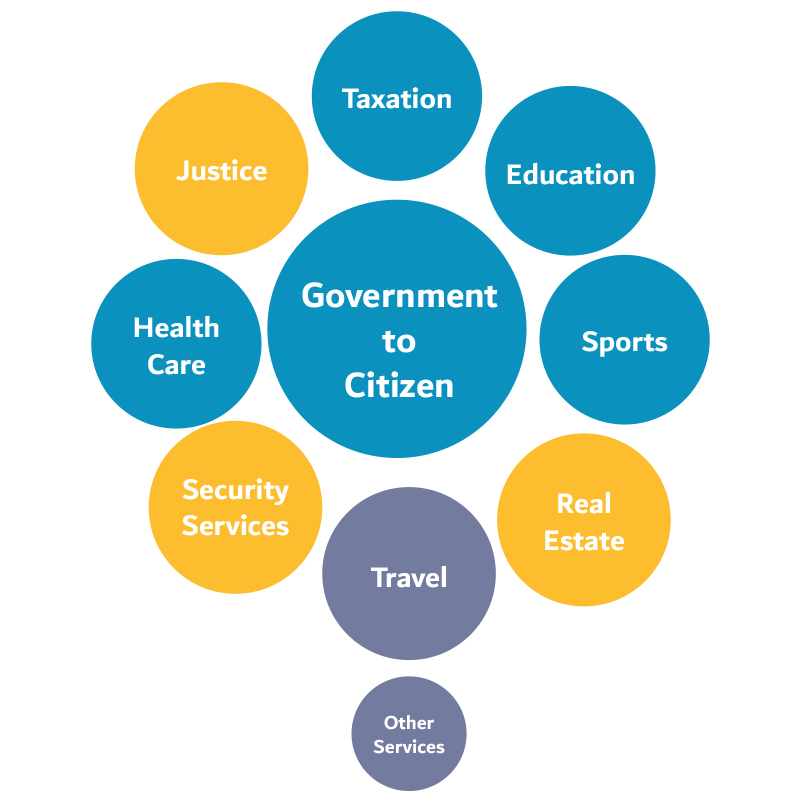 Taxation
Justice
Education
Government
to
Citizen
Health
Care
Sports
Security
Services
Real
Estate
Travel
Other
Services